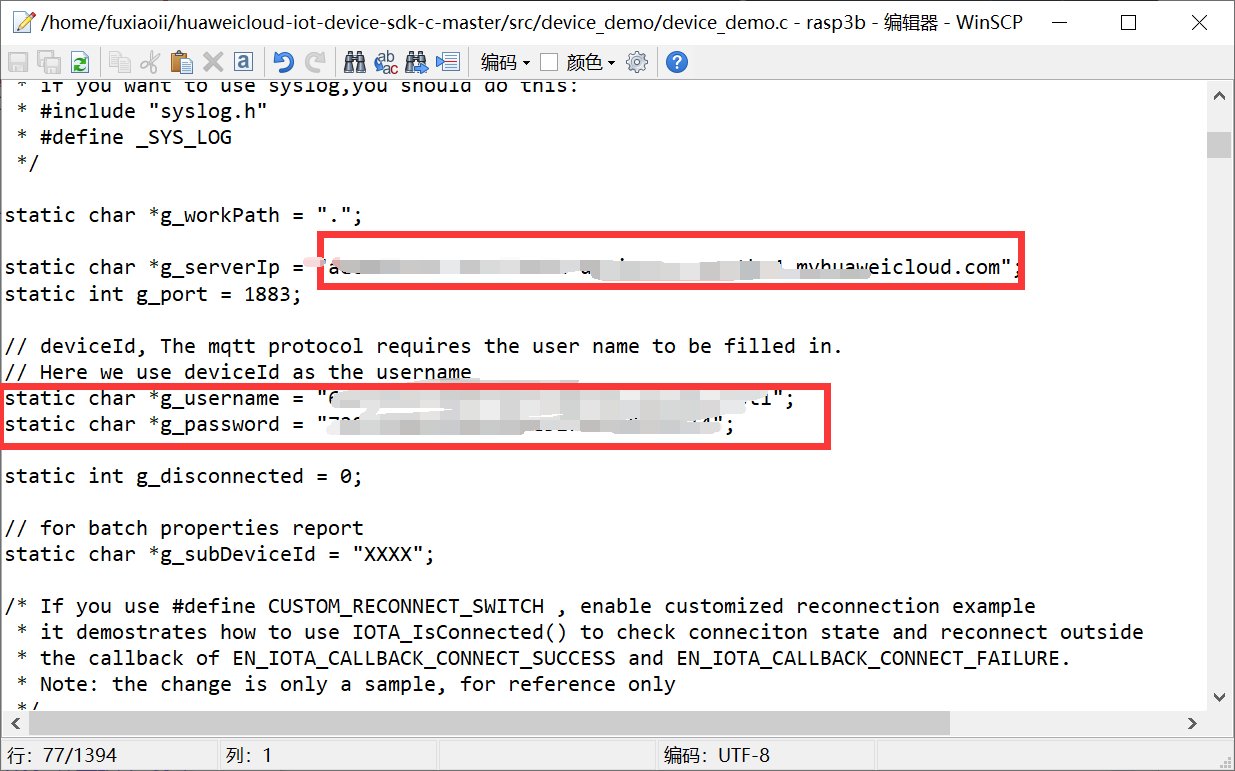 /home/fuxiaoii/huaweicloud-iot-device-sdk-c-master/src/device_demo/device_demo.c - rasp3b - 编辑器 - WinSCP
编码 颜色
* if you want to use syslog,you should do this:
* #include "syslog.h"
* #define _SYS_LOG
*/
static char *g_workPath = ".";
static char *g_serverIp = myhuaweicloud.com";
static int g_port = 1883;
// deviceId, The mqtt protocol requires the user name to be filled in.
// Here we use deviceId as the username
static char *g_username = "
static char *g_password = "
static int g_disconnected = 0;
// for batch properties report
static char *g_subDeviceId = "XXXX";
/* If you use #define CUSTOM_RECONNECT_SWITCH , enable customized reconnection example
* it demostrates how to use IOTA_IsConnected() to check conneciton state and reconnect outside
* the callback of EN_IOTA_CALLBACK_CONNECT_SUCCESS and EN_IOTA_CALLBACK_CONNECT_FAILURE.
* Note: the change is only a sample, for reference only
*/
行: 77/1394 列: 1 编码: UTF-8